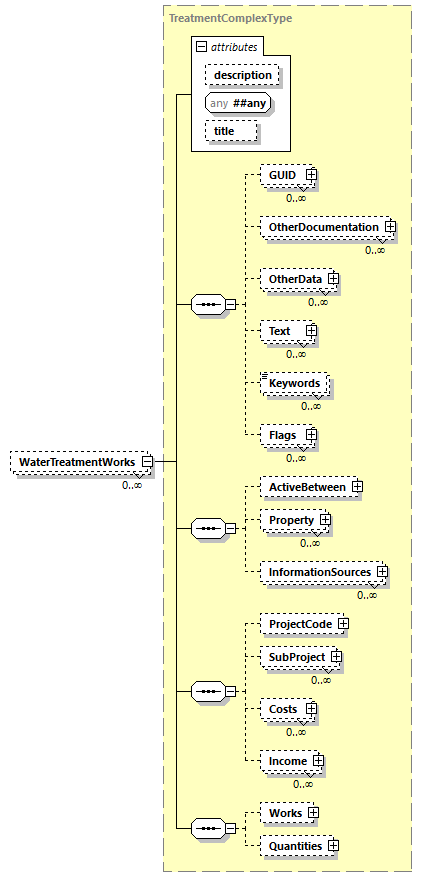 TreatmentComplexType
attributes
description
any ##any
title
GUID
0..∞
OtherDocumentation
0..∞
OtherData
0..∞
Text
0..∞
Keywords
0..∞
Flags
0..∞
WaterTreatmentWorks
0..∞
ActiveBetween
Property
0..∞
InformationSources
0..∞
ProjectCode
SubProject
0..∞
Costs
0..∞
Income
0..∞
Works
Quantities